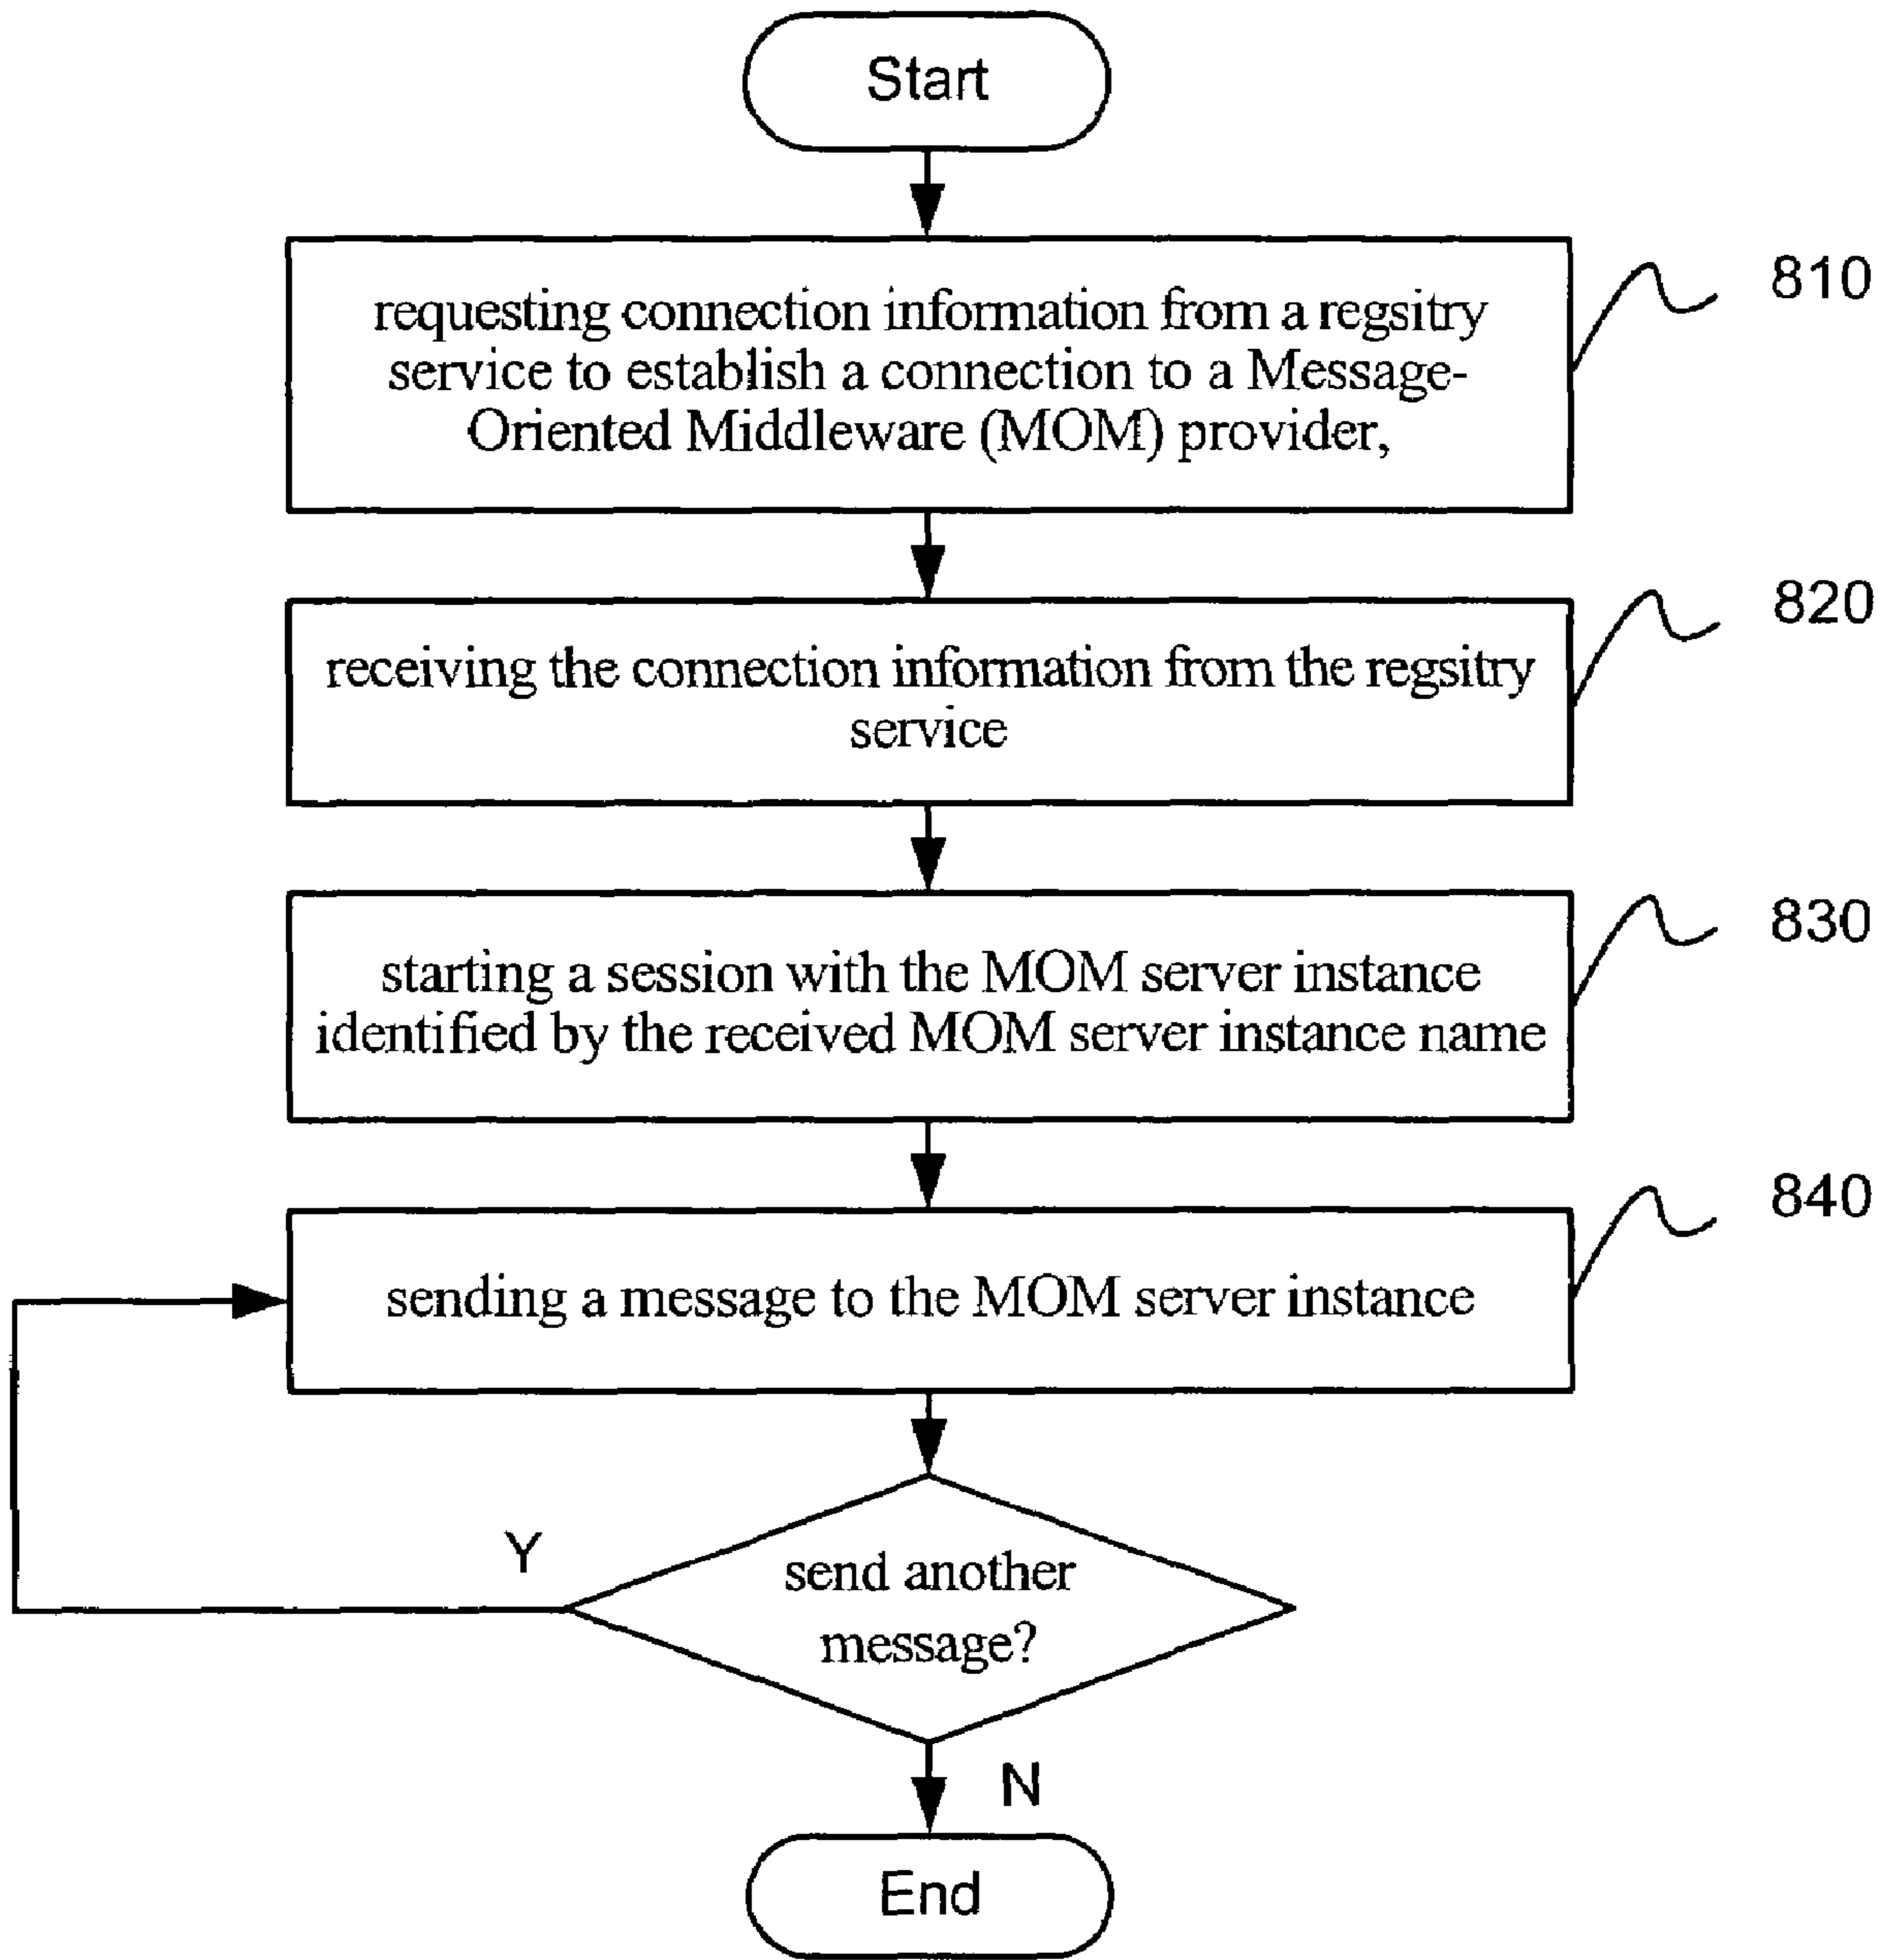 Start
requesting connection information from a regsitry
service to establish a connection to a Message-
Oriented Middleware (MOM) provider,
810
receiving the connection information from the regsitry
service
820
starting a session with the MOM server instance
identified by the received MOM server instance name
830
sending a message to the MOM server instance
840
send another
message?
Y
N
End